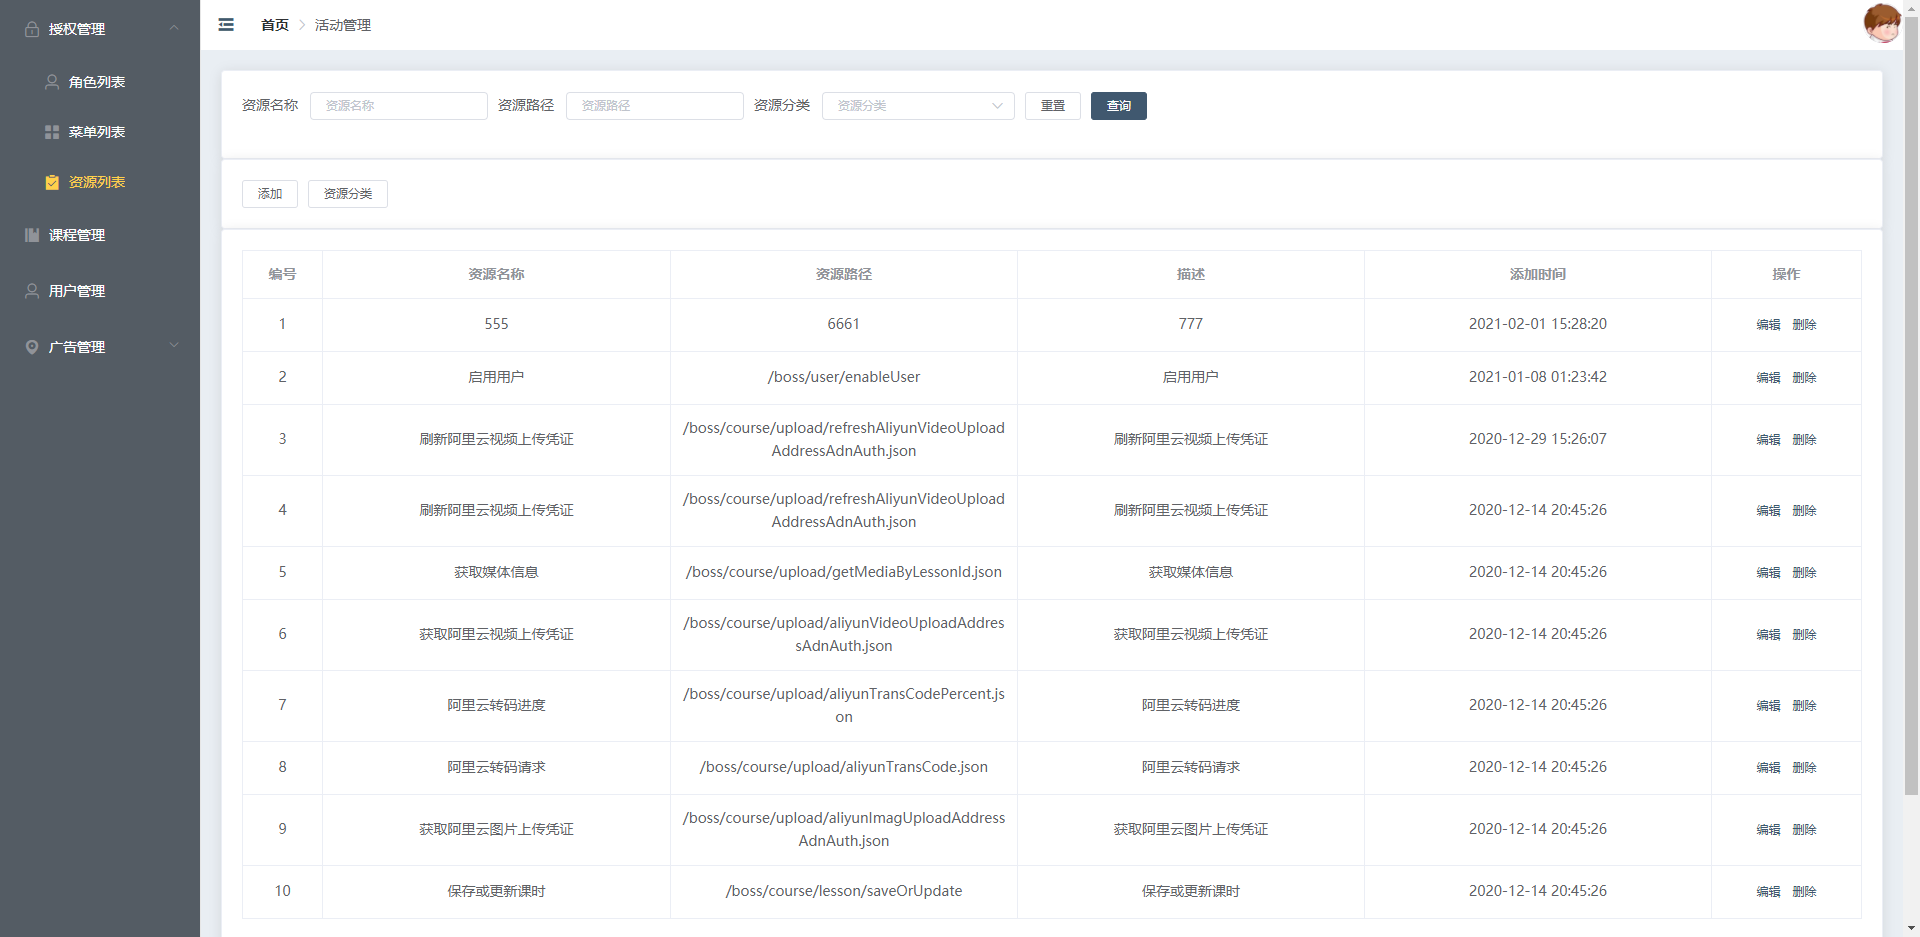 授权管理
角色列表
菜单列表
资源列表
课程管理
用户管理
广告管理
首页 活动管理
资源名称 资源名称 资源路径 资源路径 资源分类 资源分类 重置 查询
添加 资源分类
编号 资源名称 资源路径 描述 添加时间 操作
1 555 6661 777 2021-02-01 15:28:20 编辑 删除
2 启用用户 /boss/user/enableUser 启用用户 2021-01-08 01:23:42 编辑 删除
3 刷新阿里云视频上传凭证 /boss/course/upload/refreshAliyunVideoUpload
AddressAdnAuth.json 刷新阿里云视频上传凭证 2020-12-29 15:26:07 编辑 删除
4 刷新阿里云视频上传凭证 /boss/course/upload/refreshAliyunVideoUpload
AddressAdnAuth.json 刷新阿里云视频上传凭证 2020-12-14 20:45:26 编辑 删除
5 获取媒体信息 /boss/course/upload/getMediaByLessonId.json 获取媒体信息 2020-12-14 20:45:26 编辑 删除
6 获取阿里云视频上传凭证 /boss/course/upload/aliyunVideoUploadAddres
sAdnAuth.json 获取阿里云视频上传凭证 2020-12-14 20:45:26 编辑 删除
7 阿里云转码进度 /boss/course/upload/aliyunTransCodePercent.js
on 阿里云转码进度 2020-12-14 20:45:26 编辑 删除
8 阿里云转码请求 /boss/course/upload/aliyunTransCode.json 阿里云转码请求 2020-12-14 20:45:26 编辑 删除
9 获取阿里云图片上传凭证 /boss/course/upload/aliyunImagUploadAddress
AdnAuth.json 获取阿里云图片上传凭证 2020-12-14 20:45:26 编辑 删除
10 保存或更新课时 /boss/course/lesson/saveOrUpdate 保存或更新课时 2020-12-14 20:45:26 编辑 删除